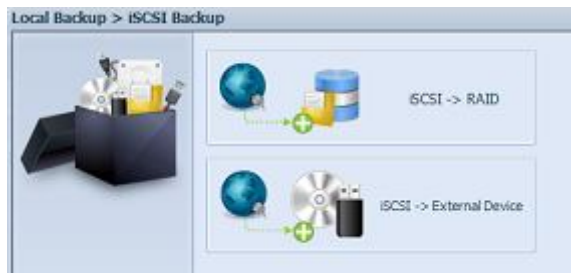 Local Backup > iSCSI Backup
iSCSI -> RAID
iSCSI -> External Device